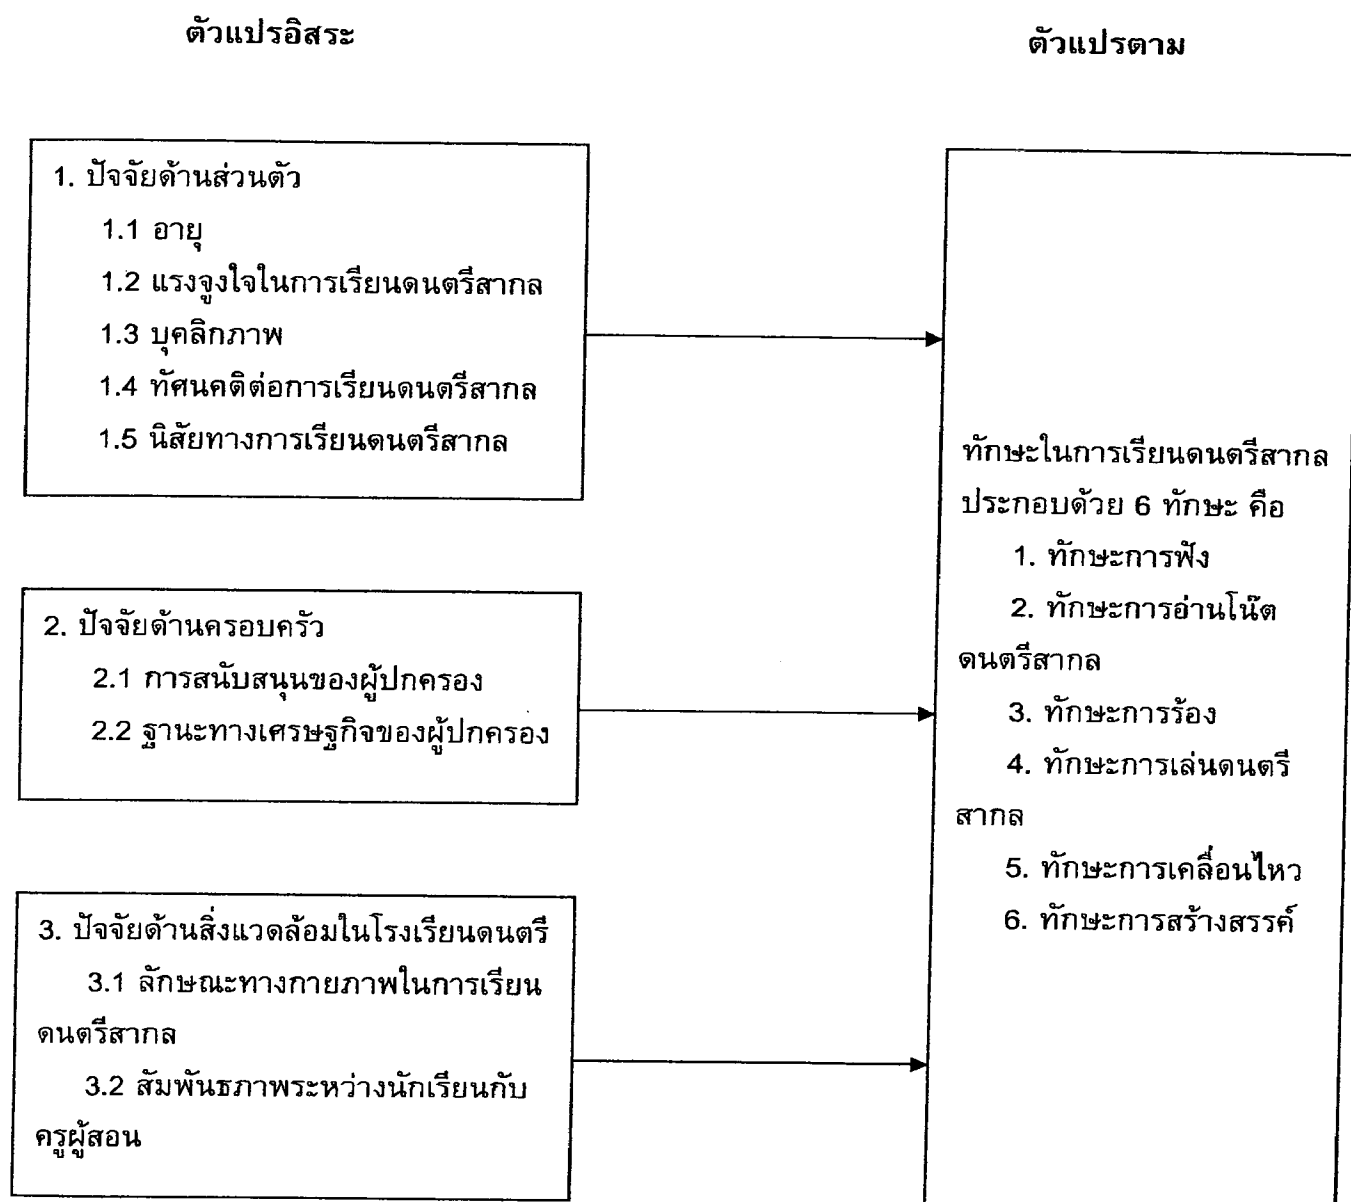 ตัวแปรอิสระ
ตัวแปรตาม
1. ปัจจัยด้านส่วนตัว
1.1 อายุ
1.2 แรงจูงใจในการเรียนดนตรีสากล
1.3 บุคลิกภาพ
1.4 ทัศนคติต่อการเรียนดนตรีสากล
1.5 นิสัยทางการเรียนดนตรีสากล
2. ปัจจัยด้านครอบครัว
2.1 การสนับสนุนของผู้ปกครอง
2.2 ฐานะทางเศรษฐกิจของผู้ปกครอง
3. ปัจจัยด้านสิ่งแวดล้อมในโรงเรียนดนตรี
3.1 ลักษณะทางกายภาพในการเรียน
ดนตรีสากล
3.2 สัมพันธภาพระหว่างนักเรียนกับ
ครูผู้สอน
ทักษะในการเรียนดนตรีสากล
ประกอบด้วย 6 ทักษะ คือ
1. ทักษะการฟัง
2. ทักษะการอ่านโน๊ต
ดนตรีสากล
3. ทักษะการร้อง
4. ทักษะการเล่นดนตรี
สากล
5. ทักษะการเคลื่อนไหว
6. ทักษะการสร้างสรรค์